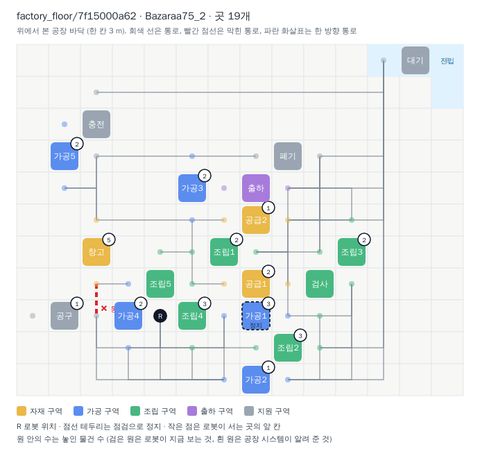 factory_floor/7f15000a62 · Bazaraa75_2 · 곳 19개
위에서 본 공장 바닥 (한 칸 3 m). 회색 선은 통로, 빨간 점선은 막힌 통로, 파란 화살표는 한 방향 통로
대기
충전
가공5
2
가공3
2
폐기
출하
공급2
1
창고
5
조립1
2
조립3
2
조립5
공급1
2
검사
공구
1
가공4
2
R
조립4
3
가공1
3
정지
조립2
3
가공2
1
자재 구역
가공 구역
조립 구역
출하 구역
지원 구역
R 로봇 위치 · 점선 테두리는 점검으로 정지 · 작은 점은 로봇이 서는 곳의 앞 칸
원 안의 수는 놓인 물건 수 (검은 원은 로봇이 지금 보는 것, 흰 원은 공장 시스템이 알려 준 것)